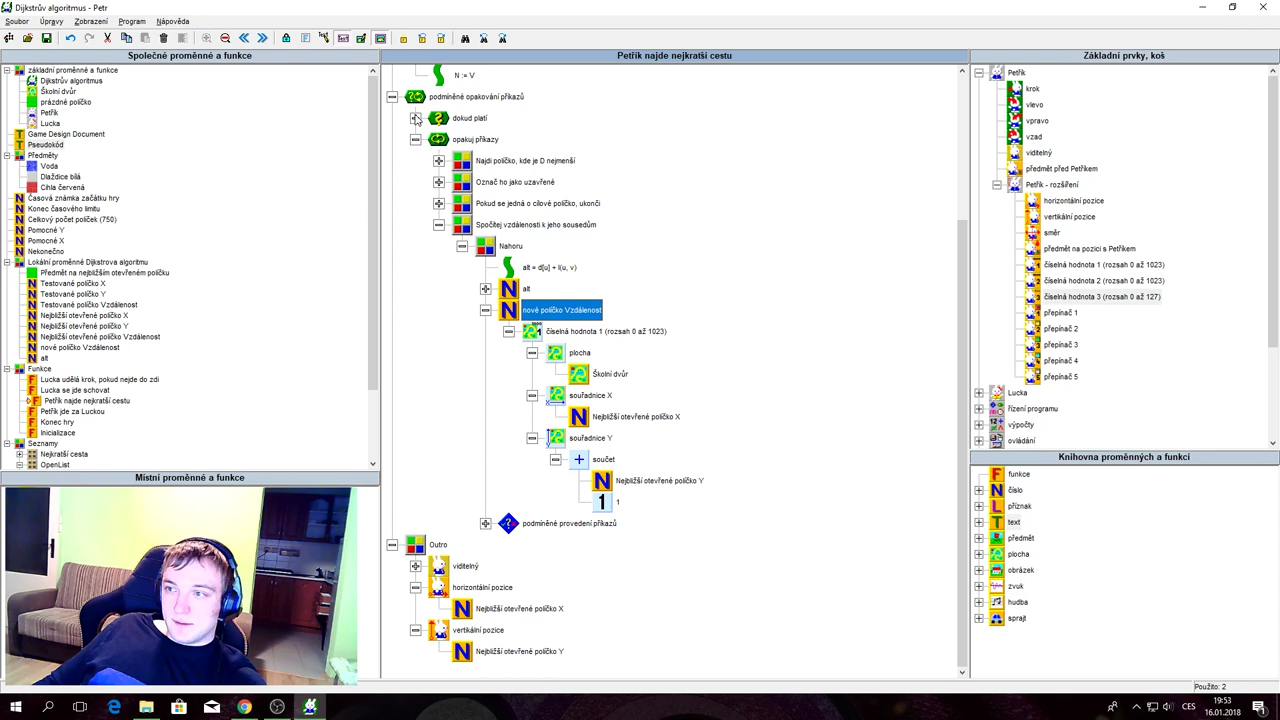 Dijkstrův algoritmus - Petr
Soubor Úpravy Zobrazení Program Nápověda
Společné proměnné a funkce
základní proměnné a funkce
Dijkstrův algoritmus
Školní dvůr
prázdné políčko
Petřík
Lucka
Game Design Document
Pseudokód
Předměty
Voda
Dlaždice bílá
Cihla červená
Časová známka začátku hry
Konec časového limitu
Celkový počet políček (750)
Pomocné Y
Pomocné X
Nekonečno
Lokální proměnné Dijkstrova algoritmu
Předmět na nejbližším otevřeném políčku
Testované políčko X
Testované políčko Y
Testované políčko Vzdálenost
Nejbližší otevřené políčko X
Nejbližší otevřené políčko Y
Nejbližší otevřené políčko Vzdálenost
nové políčko Vzdálenost
alt
Funkce
Lucka udělá krok, pokud nejde do zdi
Lucka se jde schovat
Petřík najde nejkratší cestu
Petřík jde za Luckou
Konec hry
Inicializace
Seznamy
Nejkratší cesta
OpenList
Místní proměnné a funkce
Petřík najde nejkratší cestu
N := V
podmíněné opakování příkazů
dokud platí
opakuj příkazy
Najdi políčko, kde je D nejmenší
Označ ho jako uzavřené
Pokud se jedná o cílové políčko, ukonči
Spočítej vzdálenosti k jeho sousedům
Nahoru
alt = d[u] + l(u, v)
alt
nové políčko Vzdálenost
číselná hodnota 1 (rozsah 0 až 1023)
plocha
Školní dvůr
souřadnice X
Nejbližší otevřené políčko X
souřadnice Y
součet
Nejbližší otevřené políčko Y
1
podmíněné provedení příkazů
Outro
viditelný
horizontální pozice
Nejbližší otevřené políčko X
vertikální pozice
Nejbližší otevřené políčko Y
Základní prvky, koš
Petřík
krok
vlevo
vpravo
vzad
viditelný
předmět před Petříkem
Petřík - rozšíření
horizontální pozice
vertikální pozice
směr
předmět na pozici s Petříkem
číselná hodnota 1 (rozsah 0 až 1023)
číselná hodnota 2 (rozsah 0 až 1023)
číselná hodnota 3 (rozsah 0 až 127)
přepínač 1
přepínač 2
přepínač 3
přepínač 4
přepínač 5
Lucka
řízení programu
výpočty
ovládání
Knihovna proměnných a funkcí
funkce
číslo
příznak
text
předmět
plocha
obrázek
zvuk
hudba
sprajt
Použito: 2
CES
19:53
16.01.2018